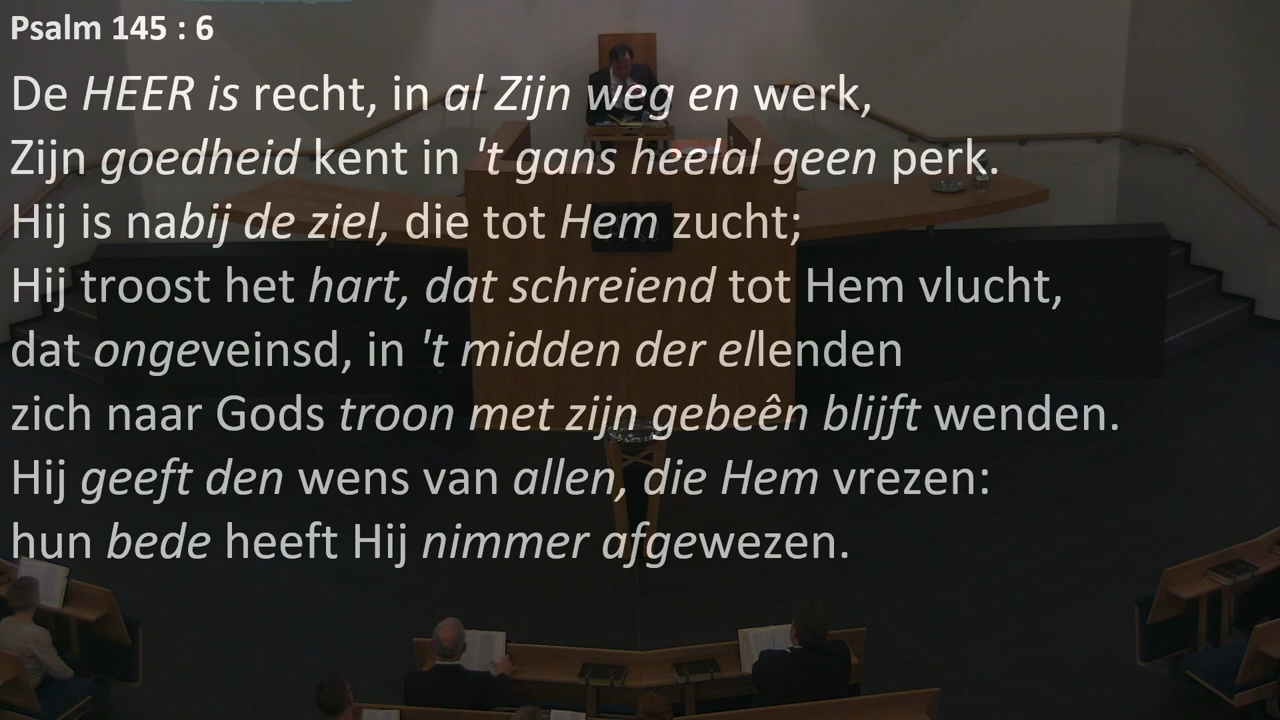 Psalm 145 : 6
De HEER is recht, in al Zijn weg en werk,
Zijn goedheid kent in 't gans heelal geen perk.
Hij is nabij de ziel, die tot Hem zucht;
Hij troost het hart, dat schreiend tot Hem vlucht,
dat ongeveinsd, in 't midden der ellenden
zich naar Gods troon met zijn gebeên blijft wenden.
Hij geeft den wens van allen, die Hem vrezen:
hun bede heeft Hij nimmer afgewezen.